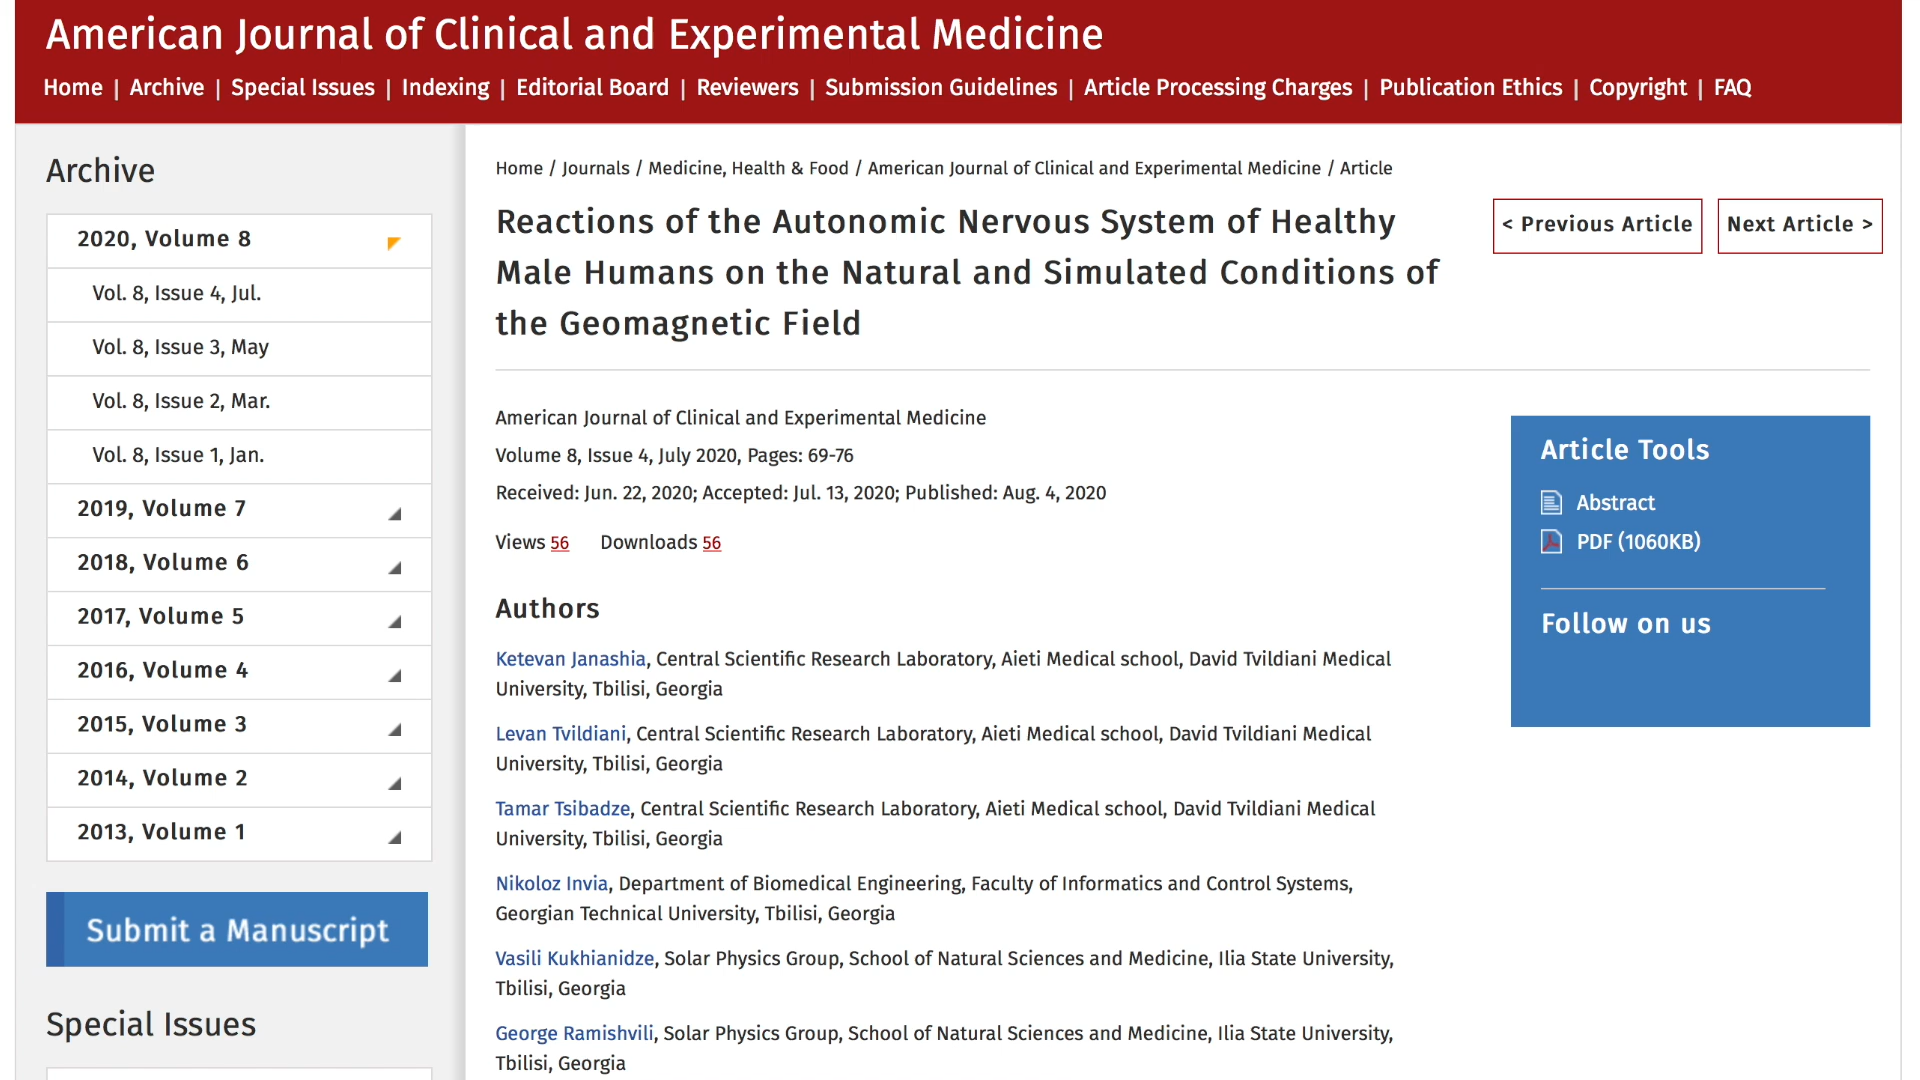 American Journal of Clinical and Experimental Medicine
Home | Archive | Special Issues | Indexing | Editorial Board | Reviewers | Submission Guidelines | Article Processing Charges | Publication Ethics | Copyright | FAQ
Archive
2020, Volume 8
Vol. 8, Issue 4, Jul.
Vol. 8, Issue 3, May
Vol. 8, Issue 2, Mar.
Vol. 8, Issue 1, Jan.
2019, Volume 7
2018, Volume 6
2017, Volume 5
2016, Volume 4
2015, Volume 3
2014, Volume 2
2013, Volume 1
Submit a Manuscript
Special Issues
Home / Journals / Medicine, Health & Food / American Journal of Clinical and Experimental Medicine / Article
Reactions of the Autonomic Nervous System of Healthy
Male Humans on the Natural and Simulated Conditions of
the Geomagnetic Field
< Previous Article
Next Article >
American Journal of Clinical and Experimental Medicine
Volume 8, Issue 4, July 2020, Pages: 69-76
Received: Jun. 22, 2020; Accepted: Jul. 13, 2020; Published: Aug. 4, 2020
Views 56 Downloads 56
Authors
Ketevan Janashia, Central Scientific Research Laboratory, Aieti Medical school, David Tvildiani Medical
University, Tbilisi, Georgia
Levan Tvildiani, Central Scientific Research Laboratory, Aieti Medical school, David Tvildiani Medical
University, Tbilisi, Georgia
Tamar Tsibadze, Central Scientific Research Laboratory, Aieti Medical school, David Tvildiani Medical
University, Tbilisi, Georgia
Nikoloz Invia, Department of Biomedical Engineering, Faculty of Informatics and Control Systems,
Georgian Technical University, Tbilisi, Georgia
Vasili Kukhianidze, Solar Physics Group, School of Natural Sciences and Medicine, Ilia State University,
Tbilisi, Georgia
George Ramishvili, Solar Physics Group, School of Natural Sciences and Medicine, Ilia State University,
Tbilisi, Georgia
Article Tools
Abstract
PDF (1060KB)
Follow on us